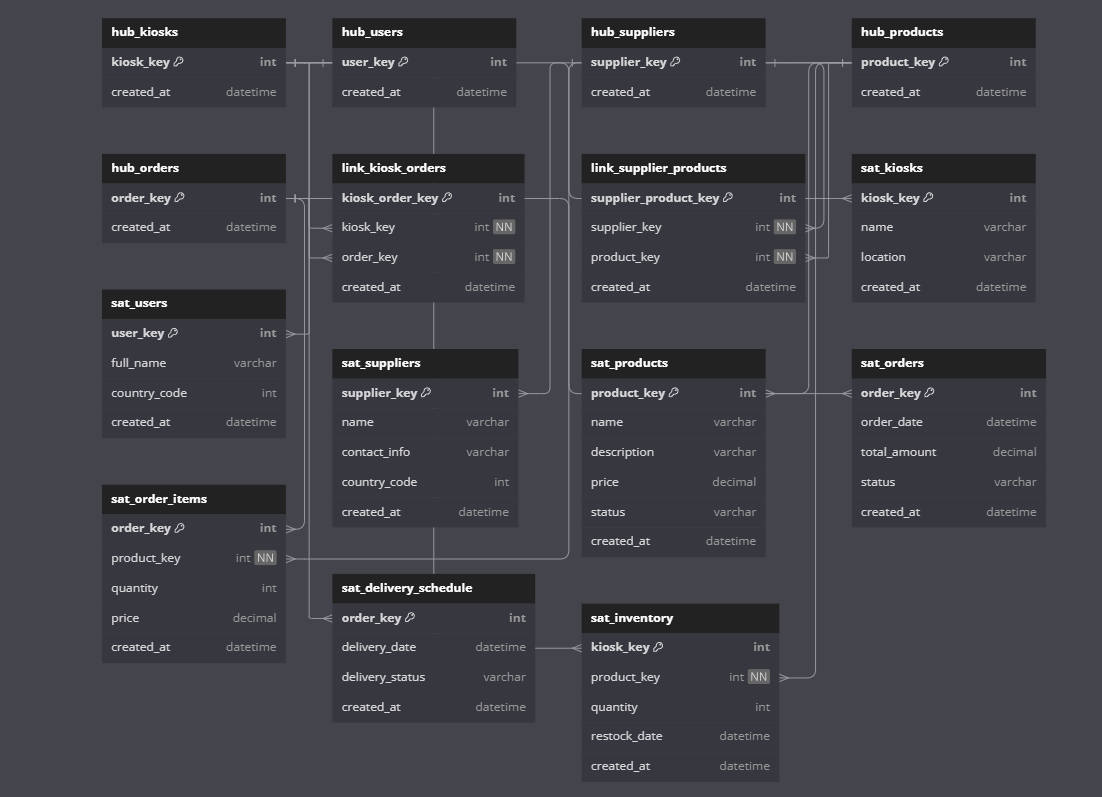 hub_kiosks
kiosk_key int
created_at datetime
hub_users
user_key int
created_at datetime
hub_suppliers
supplier_key int
created_at datetime
hub_products
product_key int
created_at datetime
hub_orders
order_key int
created_at datetime
link_kiosk_orders
kiosk_order_key int
kiosk_key int NN
order_key int NN
created_at datetime
link_supplier_products
supplier_product_key int
supplier_key int NN
product_key int NN
created_at datetime
sat_kiosks
kiosk_key int
name varchar
location varchar
created_at datetime
sat_users
user_key int
full_name varchar
country_code int
created_at datetime
sat_suppliers
supplier_key int
name varchar
contact_info varchar
country_code int
created_at datetime
sat_products
product_key int
name varchar
description varchar
price decimal
status varchar
created_at datetime
sat_orders
order_key int
order_date datetime
total_amount decimal
status varchar
created_at datetime
sat_order_items
order_key int
product_key int NN
quantity int
price decimal
created_at datetime
sat_delivery_schedule
order_key int
delivery_date datetime
delivery_status varchar
created_at datetime
sat_inventory
kiosk_key int
product_key int NN
quantity int
restock_date datetime
created_at datetime